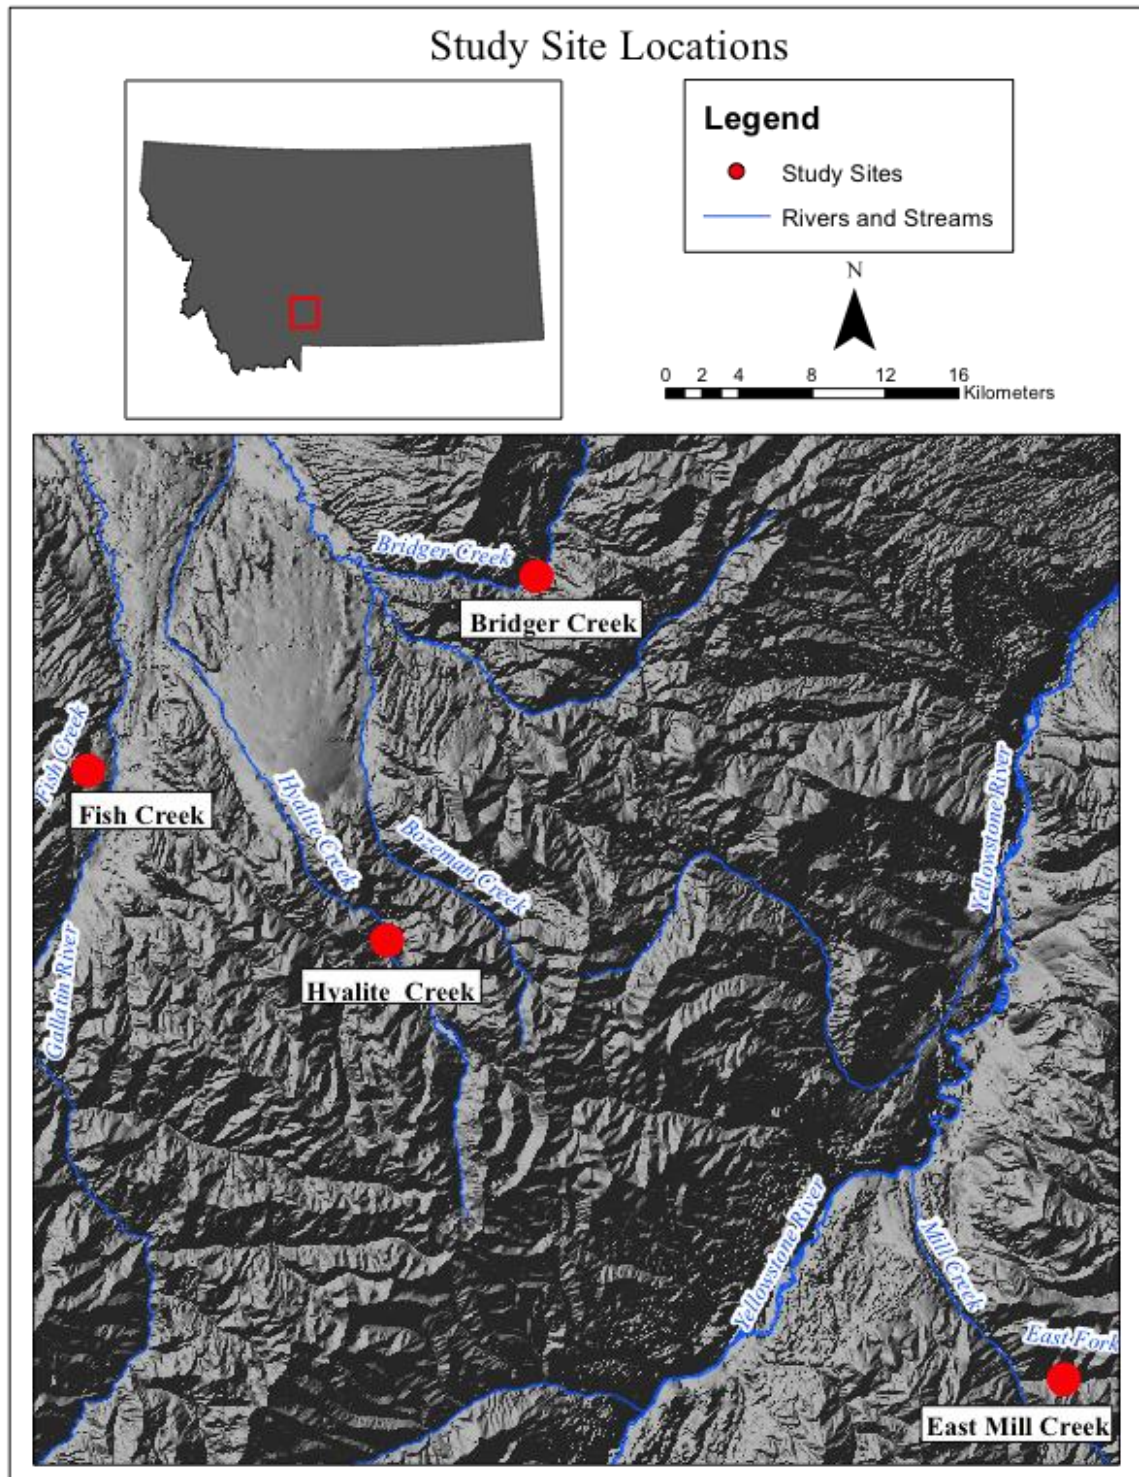 Study Site Locations
Legend
Study Sites
Rivers and Streams
N
0 2 4 8 12 16
Kilometers
Bridger Creek
Bridger Creek
Fish Creek
Fish Creek
Hyalite Creek
Bozeman Creek
Yellowstone River
Hyalite Creek
Gallatin River
Yellowstone River
Mill Creek
East Fork
East Mill Creek